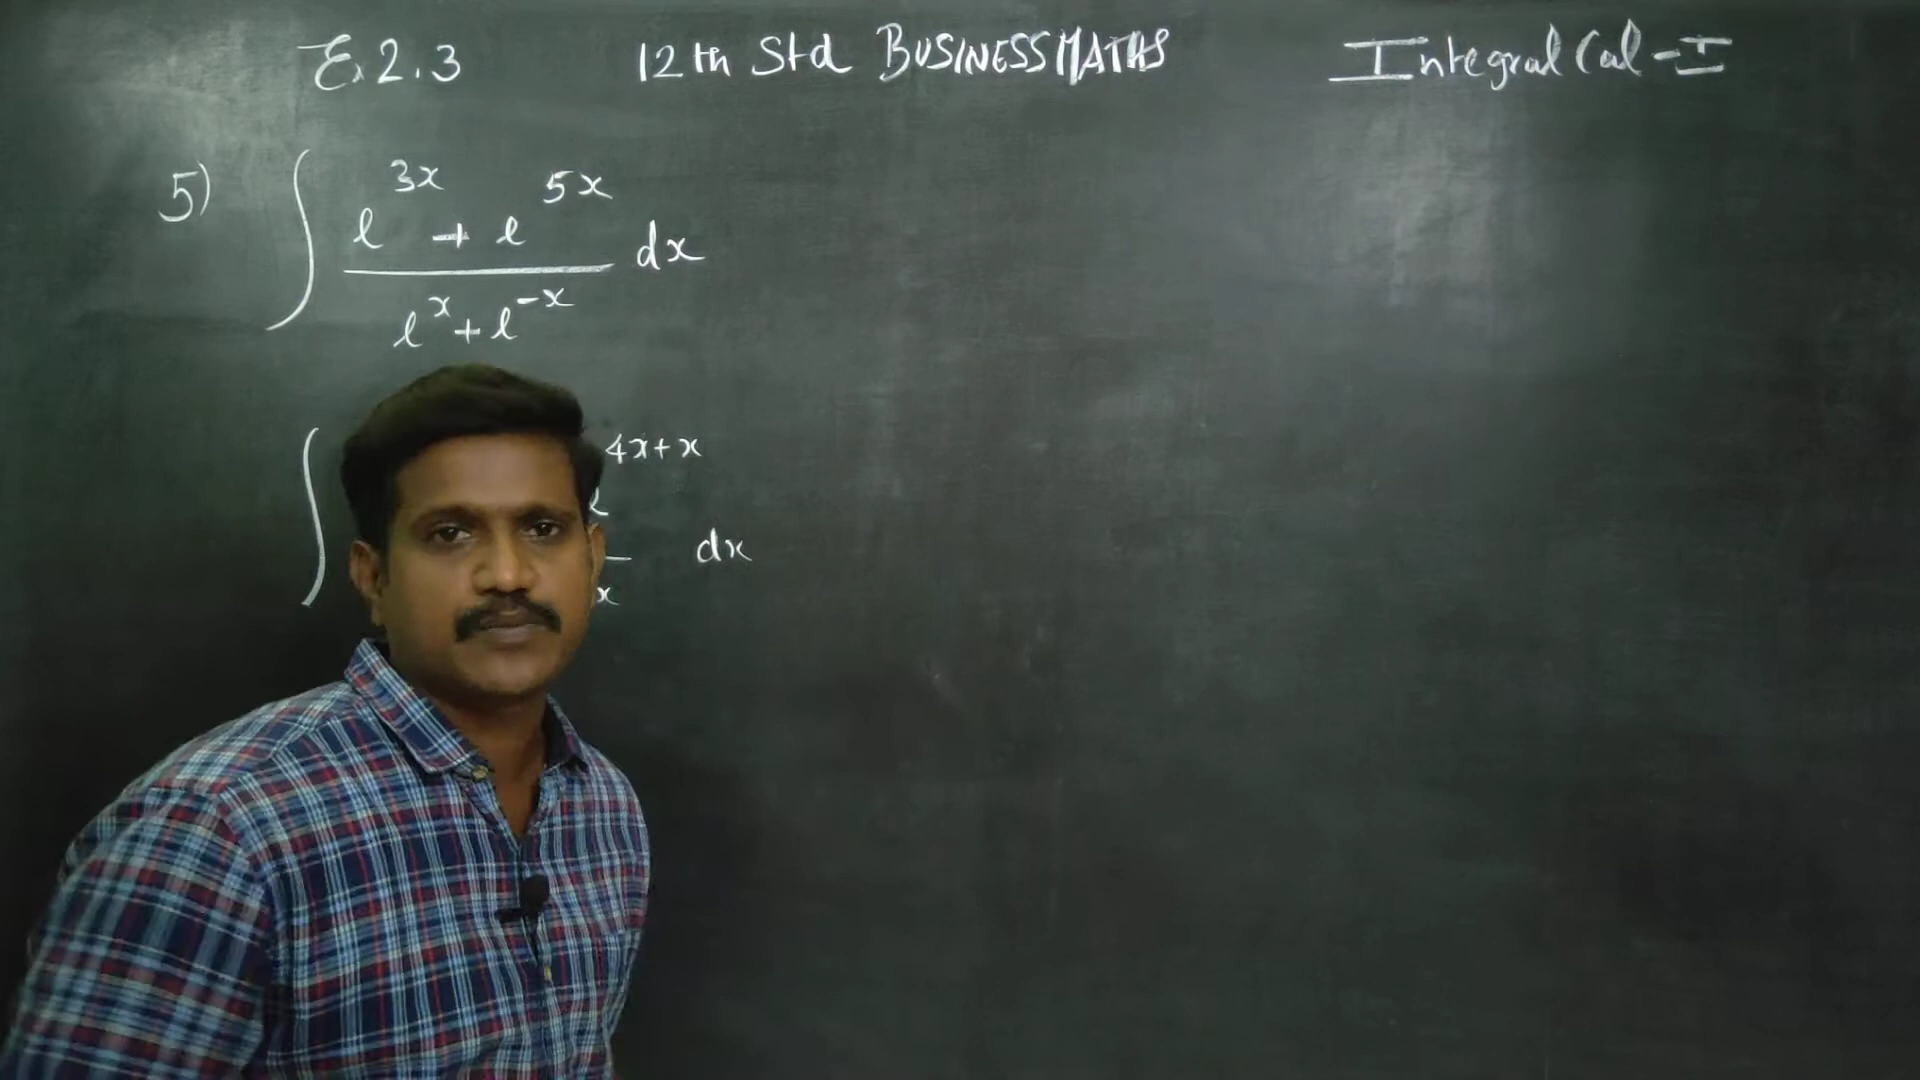 Ex 2.3 12th Std BUSINESS MATHS Integral Cal - I
5) ∫ (e^{3x} + e^{5x}) / (e^x + e^{-x}) dx
∫ e^{4x+x} / x dx